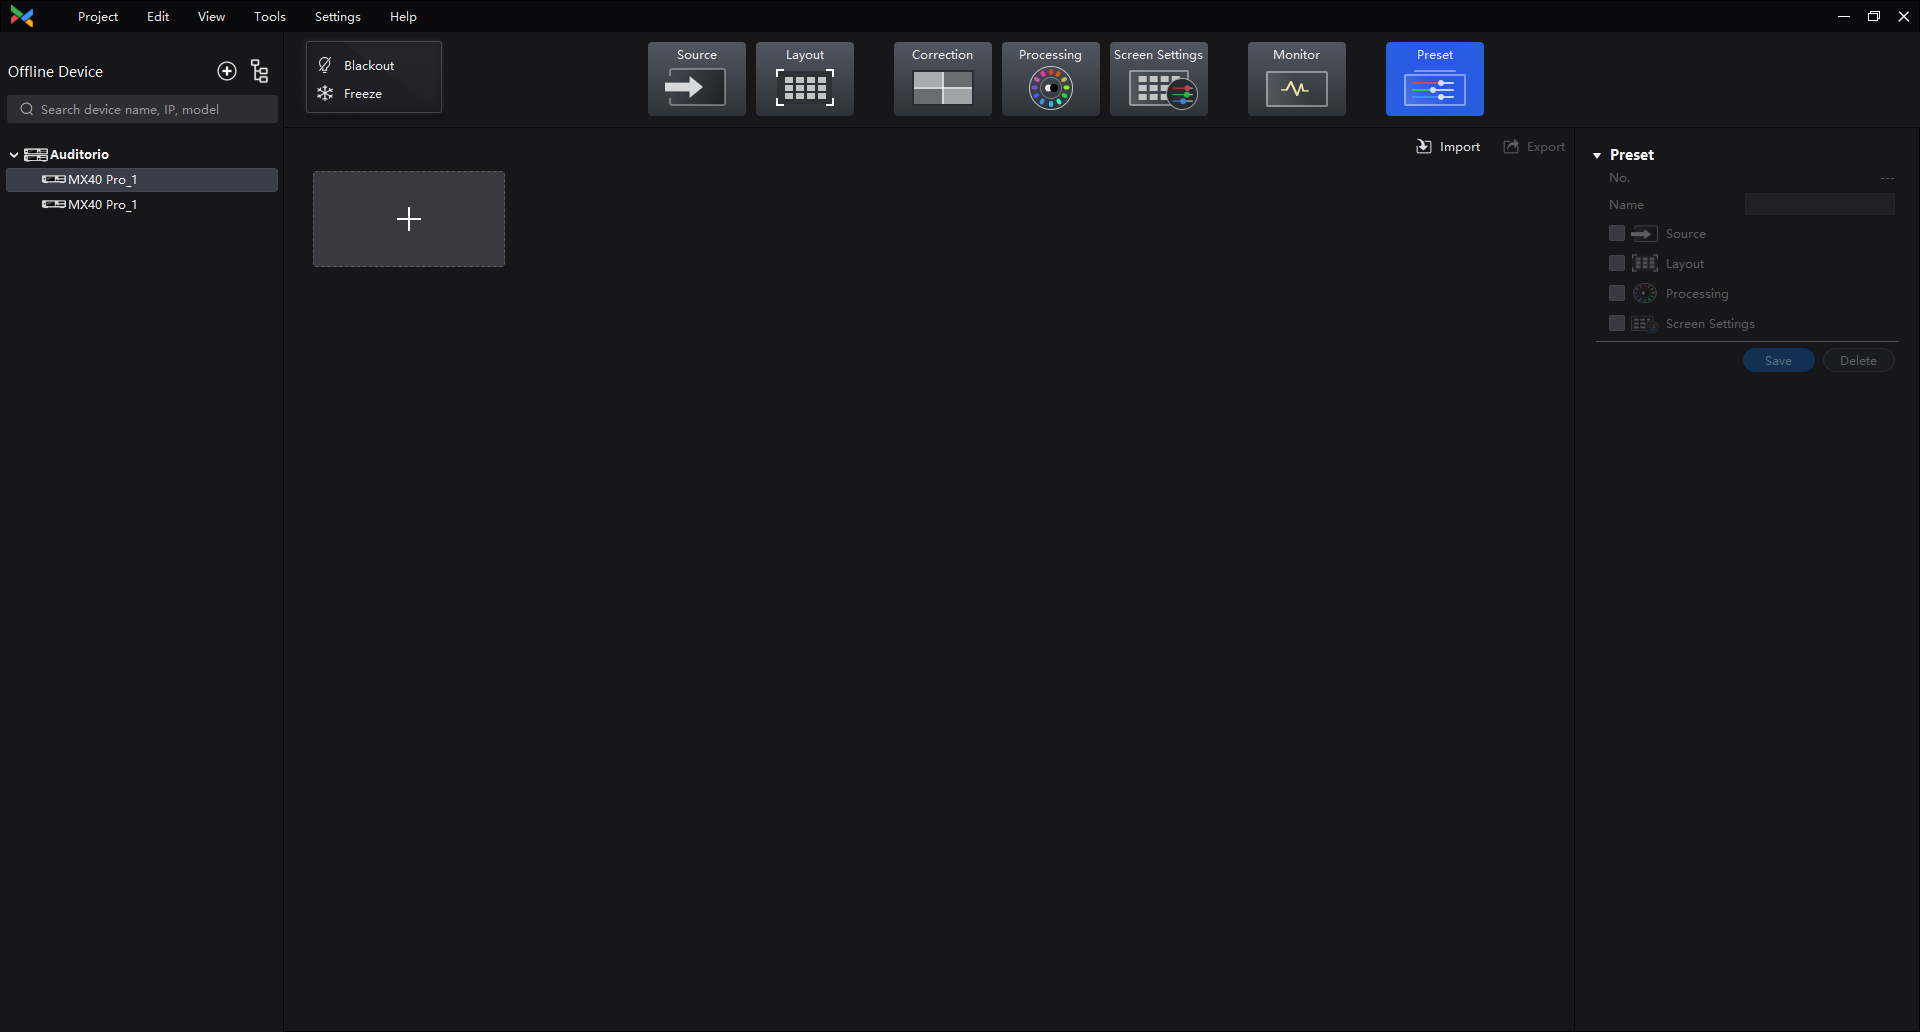 Project Edit View Tools Settings Help
Offline Device
Search device name, IP, model
Auditorio
MX40 Pro_1
MX40 Pro_1
Blackout
Freeze
Source
Layout
Correction
Processing
Screen Settings
Monitor
Preset
Import Export
Preset
No. ---
Name
Source
Layout
Processing
Screen Settings
Save Delete